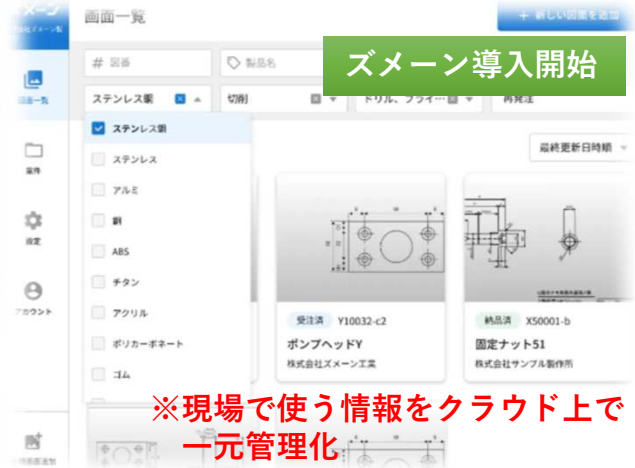 メーン
画面一覧
+ 新しい図面を追加
# 図番
製品名
ズメーン導入開始
図面一覧
ステンレス鋼
切削
ドリル、フライ…
再発注
ステンレス鋼
最終更新日時順
ステンレス
案件
アルミ
銅
設定
ABS
チタン
アカウント
アクリル
受注済 Y10032-c2
納品済 X50001-b
ポリカーボネート
ポンプヘッドY
固定ナット51
株式会社ズメーン工業
株式会社サンプル製作所
ゴム
※現場で使う情報をクラウド上で
一元管理化